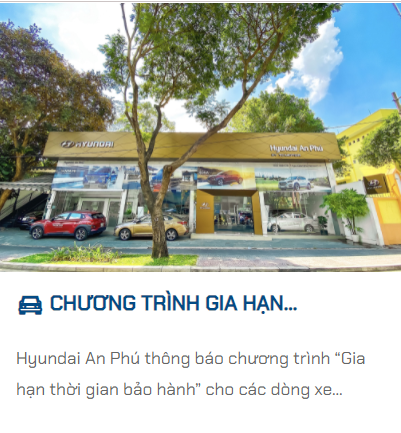 HYUNDAI
Hyundai An Phú
CHƯƠNG TRÌNH GIA HẠN...
Hyundai An Phú thông báo chương trình “Gia
hạn thời gian bảo hành” cho các dòng xe...